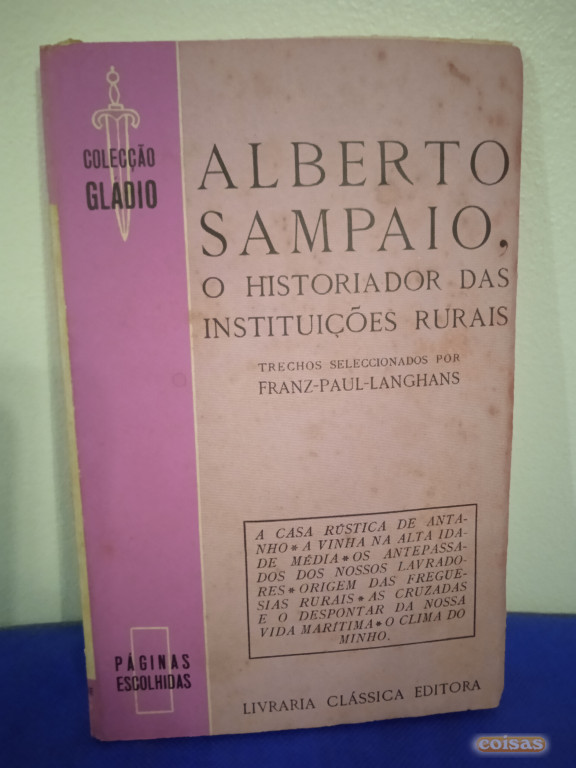 COLECÇÃO
GLÁDIO
ALBERTO
SAMPAIO,
O HISTORIADOR DAS
INSTITUIÇÕES RURAIS
TRECHOS SELECCIONADOS POR
FRANZ-PAUL-LANGHANS
A CASA RÚSTICA DE ANTA-
NHO * A VINHA NA ALTA IDA-
DE MÉDIA * OS ANTEPASSA-
DOS DOS NOSSOS LAVRADO-
RES * ORIGEM DAS FREGUE-
SIAS RURAIS * AS CRUZADAS
E O DESPONTAR DA NOSSA
VIDA MARITIMA * O CLIMA DO
MINHO.
PÁGINAS
ESCOLHIDAS
LIVRARIA CLÁSSICA EDITORA
coisas